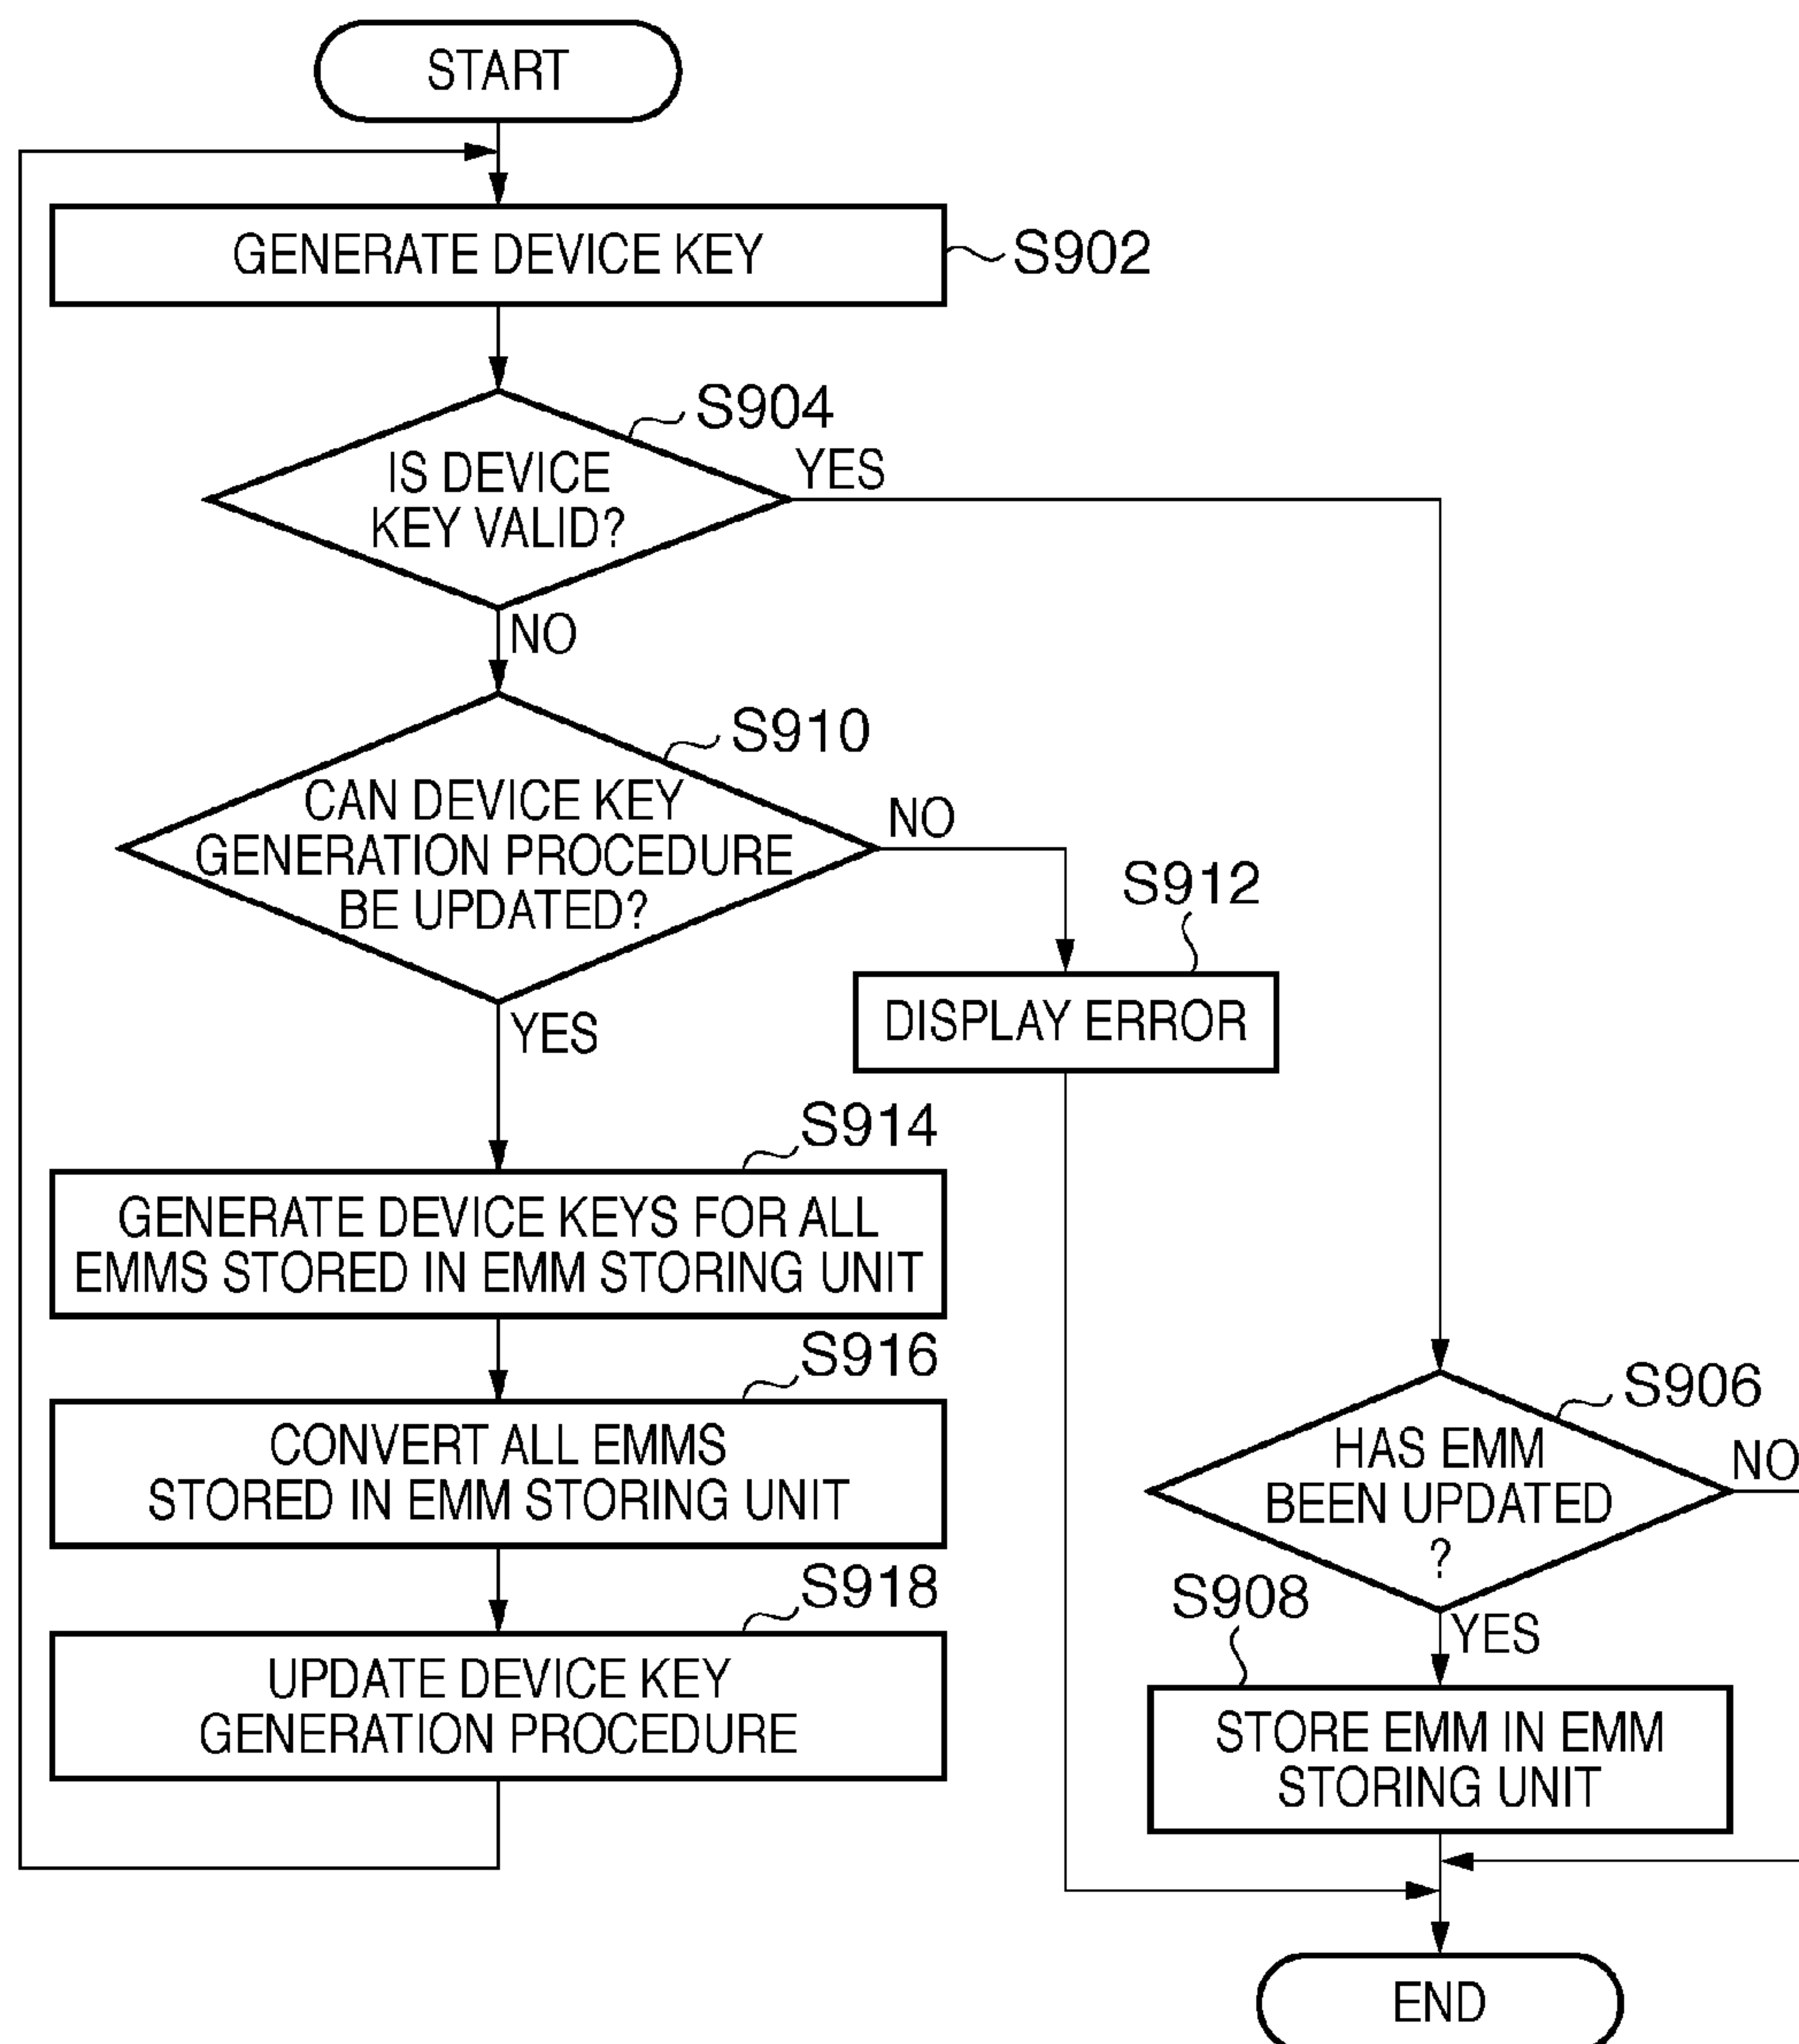 START
GENERATE DEVICE KEY
S902
S904
IS DEVICE
KEY VALID?
YES
NO
S910
CAN DEVICE KEY
GENERATION PROCEDURE
BE UPDATED?
NO
YES
S912
DISPLAY ERROR
S914
GENERATE DEVICE KEYS FOR ALL
EMMS STORED IN EMM STORING UNIT
S916
CONVERT ALL EMMS
STORED IN EMM STORING UNIT
S918
UPDATE DEVICE KEY
GENERATION PROCEDURE
S906
HAS EMM
BEEN UPDATED
?
NO
YES
S908
STORE EMM IN EMM
STORING UNIT
END